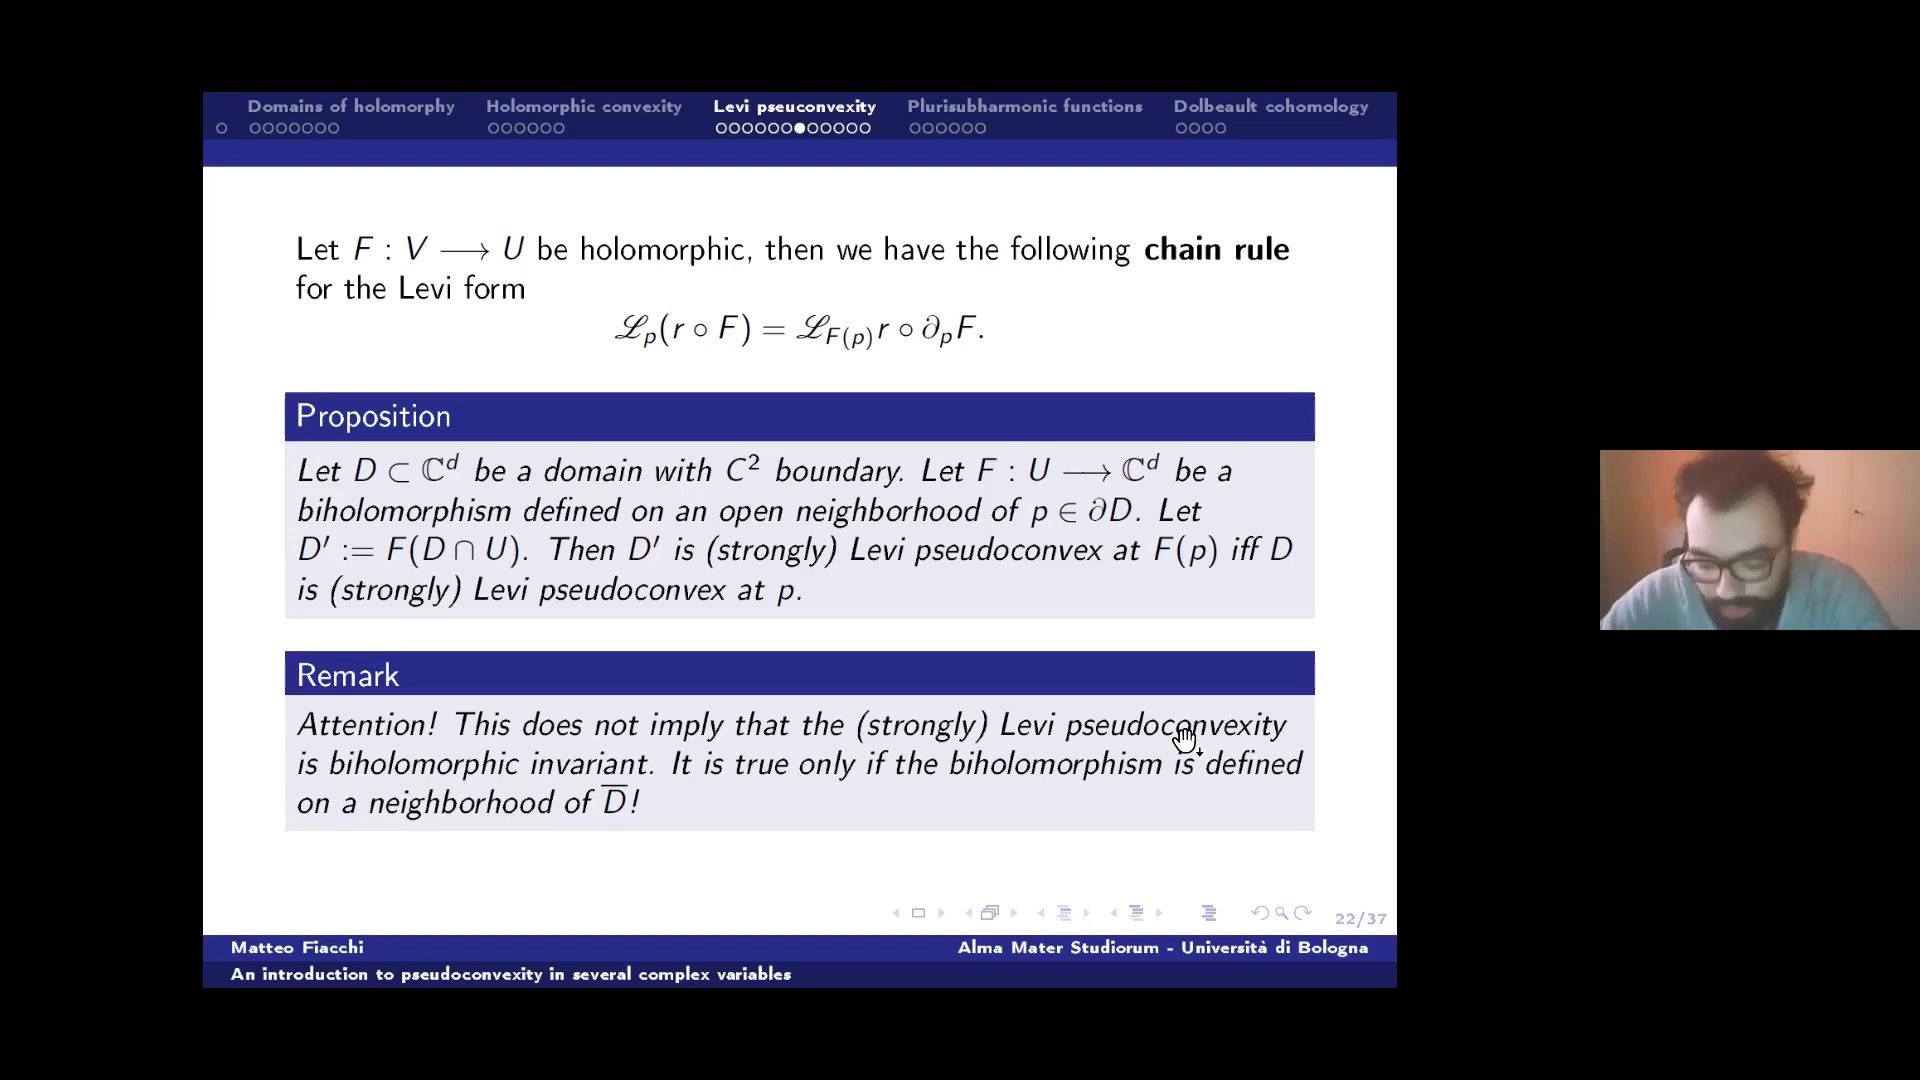 Domains of holomorphy Holomorphic convexity Levi pseuconvexity Plurisubharmonic functions Dolbeault cohomology
Let F : V ⟶ U be holomorphic, then we have the following chain rule
for the Levi form
ℒ_p(r ∘ F) = ℒ_{F(p)}r ∘ ∂_pF.
Proposition
Let D ⊂ ℂ^d be a domain with C² boundary. Let F : U ⟶ ℂ^d be a
biholomorphism defined on an open neighborhood of p ∈ ∂D. Let
D′ := F(D ∩ U). Then D′ is (strongly) Levi pseudoconvex at F(p) iff D
is (strongly) Levi pseudoconvex at p.
Remark
Attention! This does not imply that the (strongly) Levi pseudoconvexity
is biholomorphic invariant. It is true only if the biholomorphism is defined
on a neighborhood of D̅!
22/37
Matteo Fiacchi Alma Mater Studiorum - Università di Bologna
An introduction to pseudoconvexity in several complex variables